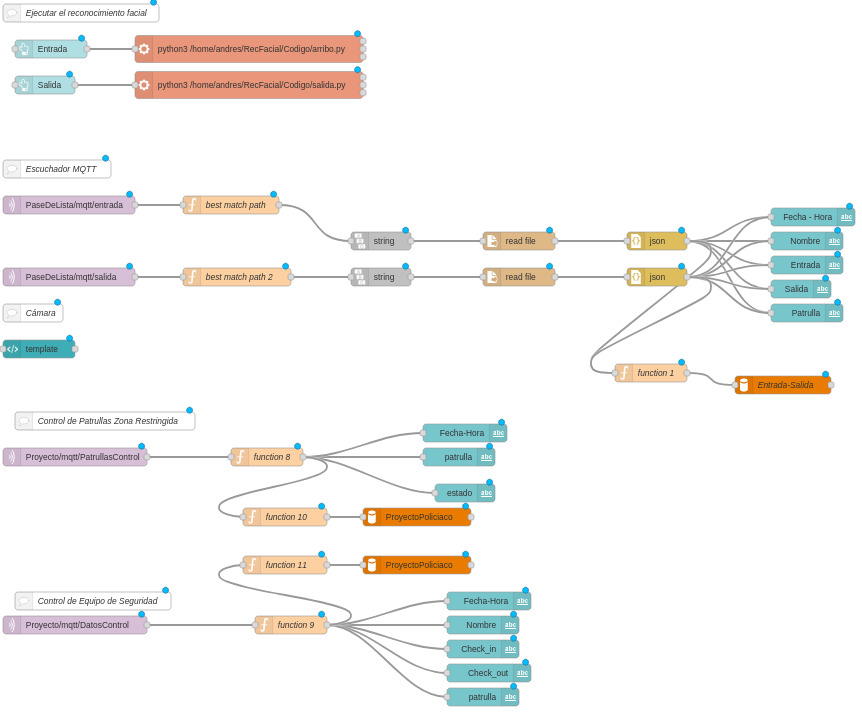 Ejecutar el reconocimiento facial
Entrada
python3 /home/andres/RecFacial/Codigo/arribo.py
Salida
python3 /home/andres/RecFacial/Codigo/salida.py
Escuchador MQTT
PaseDeLista/mqtt/entrada
best match path
string
read file
json
Fecha - Hora
abc
Nombre
abc
Entrada
abc
PaseDeLista/mqtt/salida
best match path 2
string
read file
json
Salida
abc
Patrulla
abc
Cámara
template
function 1
Entrada-Salida
Control de Patrullas Zona Restringida
Proyecto/mqtt/PatrullasControl
function 8
Fecha-Hora
abc
patrulla
abc
estado
abc
function 10
ProyectoPoliciaco
function 11
ProyectoPoliciaco
Control de Equipo de Seguridad
Proyecto/mqtt/DatosControl
function 9
Fecha-Hora
abc
Nombre
abc
Check_in
abc
Check_out
abc
patrulla
abc